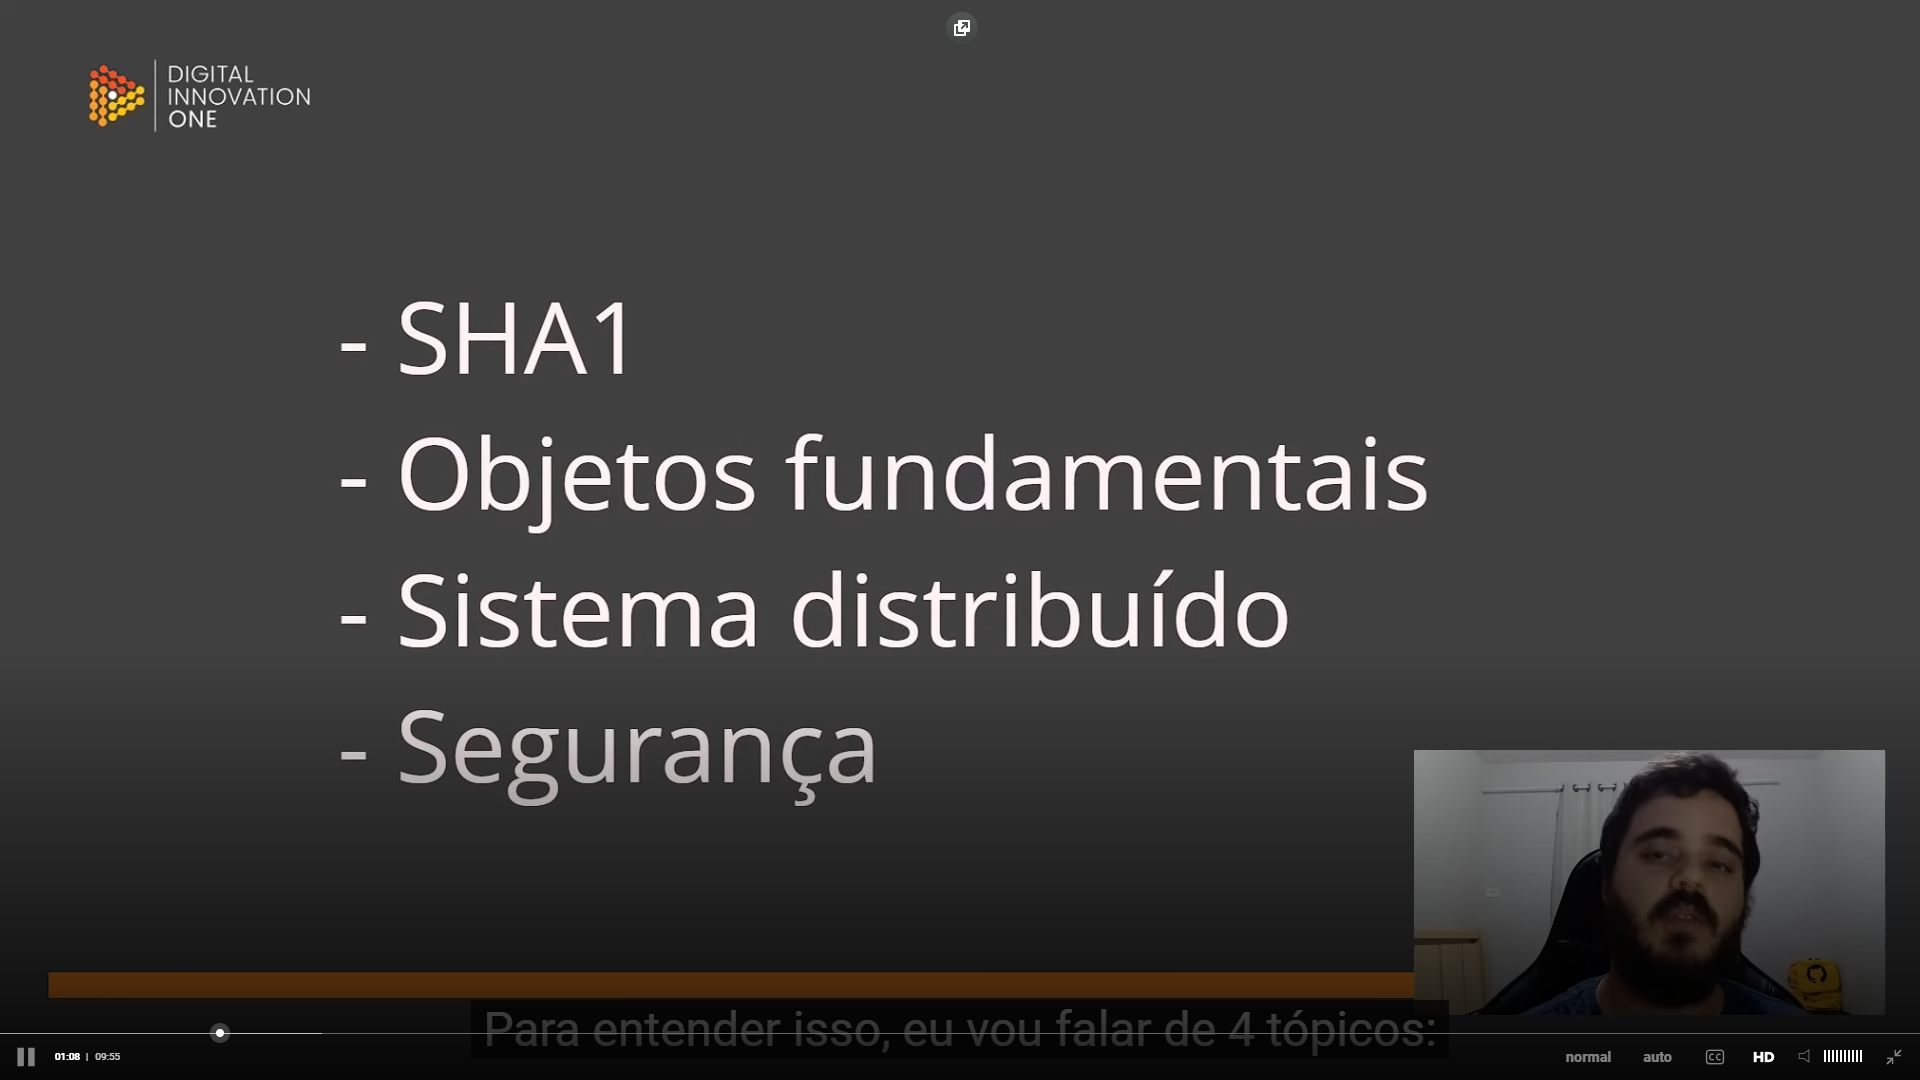 DIGITAL
INNOVATION
ONE
- SHA1
- Objetos fundamentais
- Sistema distribuído
- Segurança
Para entender isso, eu vou falar de 4 tópicos:
01:08 | 09:55
normal auto CC HD